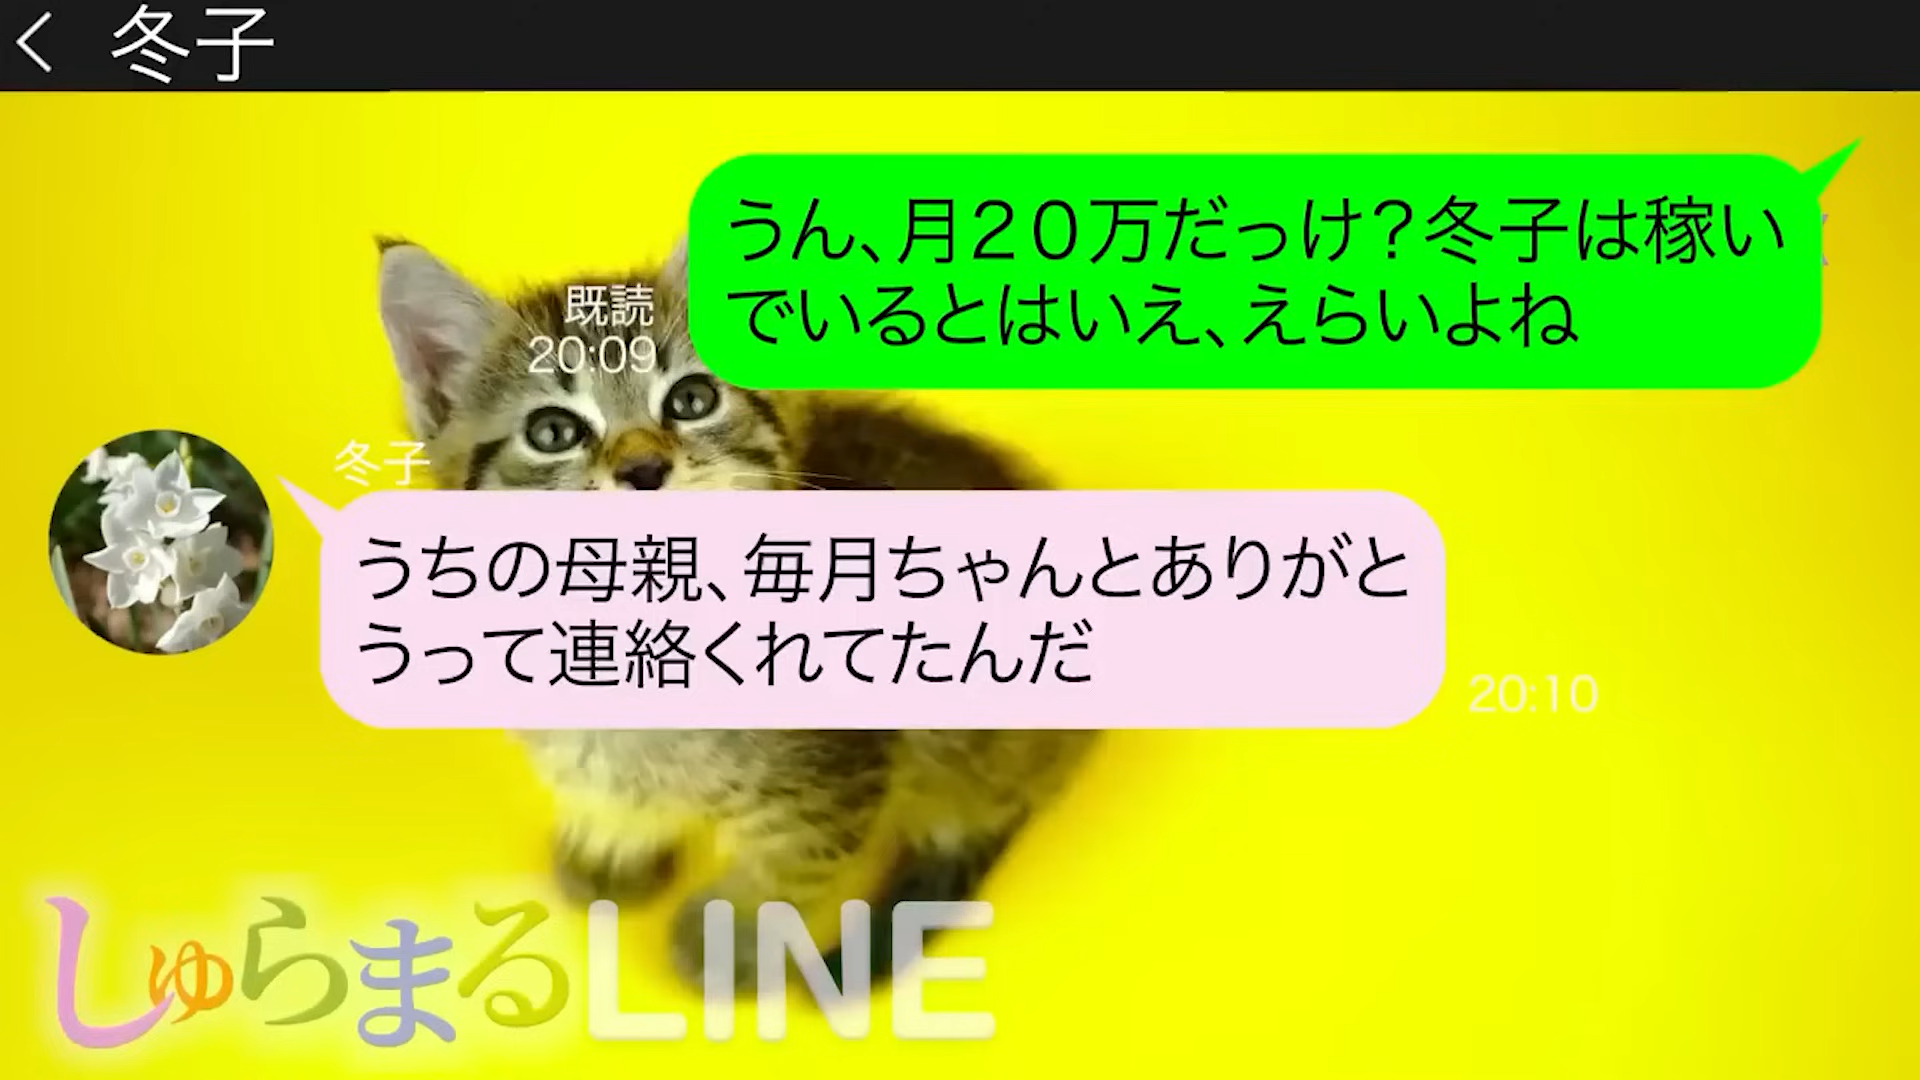 冬子
うん、月２０万だっけ？冬子は稼い
でいるとはいえ、えらいよね
既読
20:09
冬子
うちの母親、毎月ちゃんとありがと
うって連絡くれてたんだ
20:10
しゅらまるLINE